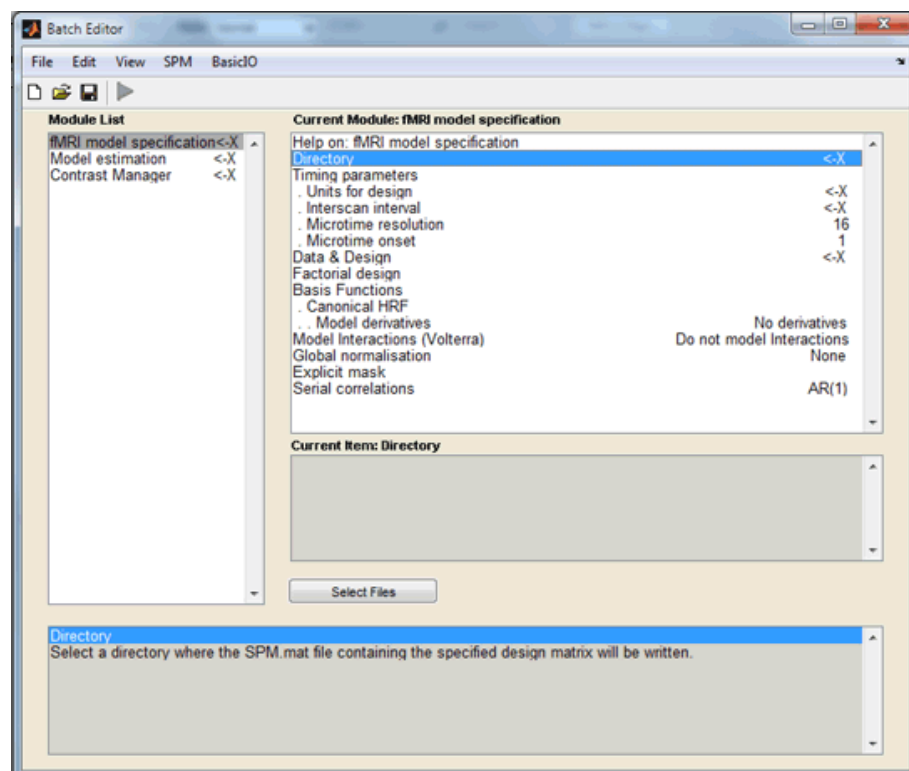 Batch Editor
File Edit View SPM BasicIO
Module List
fMRI model specification<-X
Model estimation <-X
Contrast Manager <-X
Current Module: fMRI model specification
Help on: fMRI model specification
Directory <-X
Timing parameters
. Units for design <-X
. Interscan interval <-X
. Microtime resolution 16
. Microtime onset 1
Data & Design <-X
Factorial design
Basis Functions
. Canonical HRF
. . Model derivatives No derivatives
Model Interactions (Volterra) Do not model Interactions
Global normalisation None
Explicit mask
Serial correlations AR(1)
Current Item: Directory
Select Files
Directory
Select a directory where the SPM.mat file containing the specified design matrix will be written.